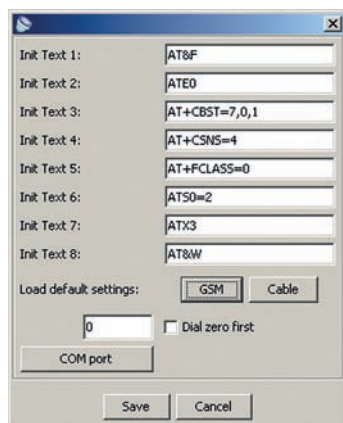 Init Text 1: AT&F
Init Text 2: ATE0
Init Text 3: AT+CBST=7,0,1
Init Text 4: AT+CSNS=4
Init Text 5: AT+FCLASS=0
Init Text 6: ATS0=2
Init Text 7: ATX3
Init Text 8: AT&W
Load default settings: GSM Cable
0 Dial zero first
COM port
Save Cancel